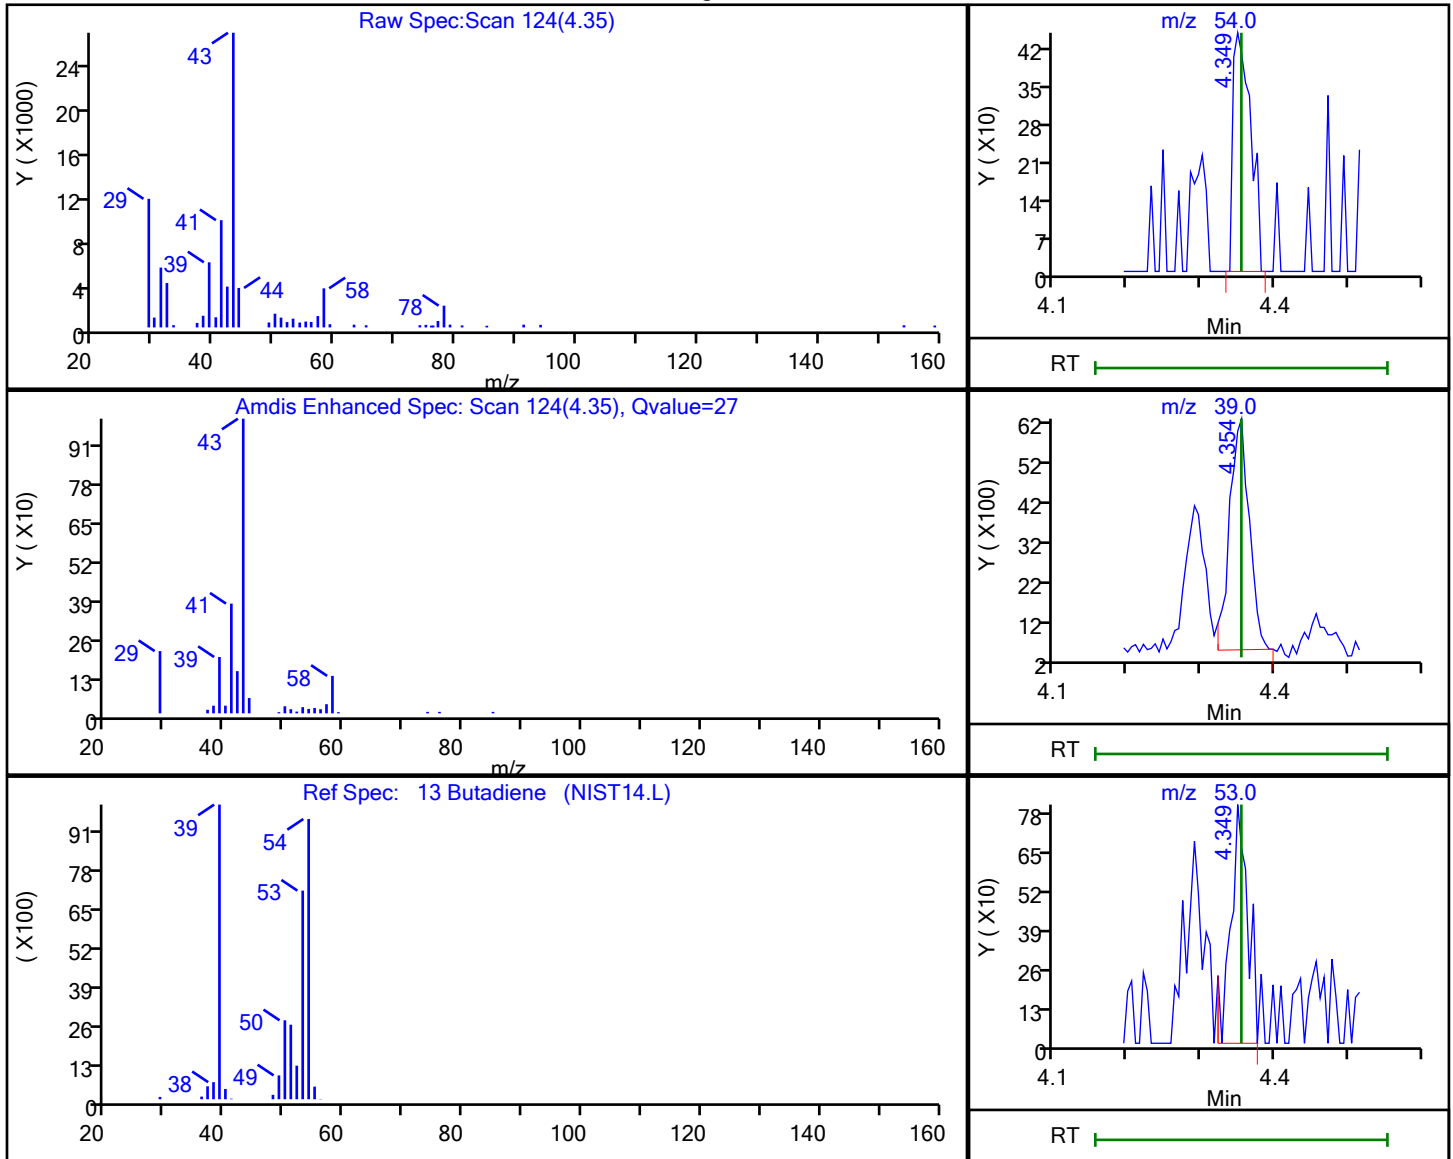 Raw Spec:Scan 124(4.35)
Y ( X1000)
24
20
16
12
8
4
0
43
29
41
39
44
58
78
20 40 60 80 100 120 140 160
m/z
m/z 54.0
Y ( X10)
42
35
28
21
14
7
0
4.349
4.1 4.4
Min
RT
Amdis Enhanced Spec: Scan 124(4.35), Qvalue=27
Y ( X10)
91
78
65
52
39
26
13
0
43
41
29
39
58
20 40 60 80 100 120 140 160
m/z
m/z 39.0
Y ( X100)
62
52
42
32
22
12
2
4.354
4.1 4.4
Min
RT
Ref Spec: 13 Butadiene (NIST14.L)
( X100)
91
78
65
52
39
26
13
0
39
54
53
50
38
49
20 40 60 80 100 120 140 160
m/z 53.0
Y ( X10)
78
65
52
39
26
13
0
4.349
4.1 4.4
Min
RT